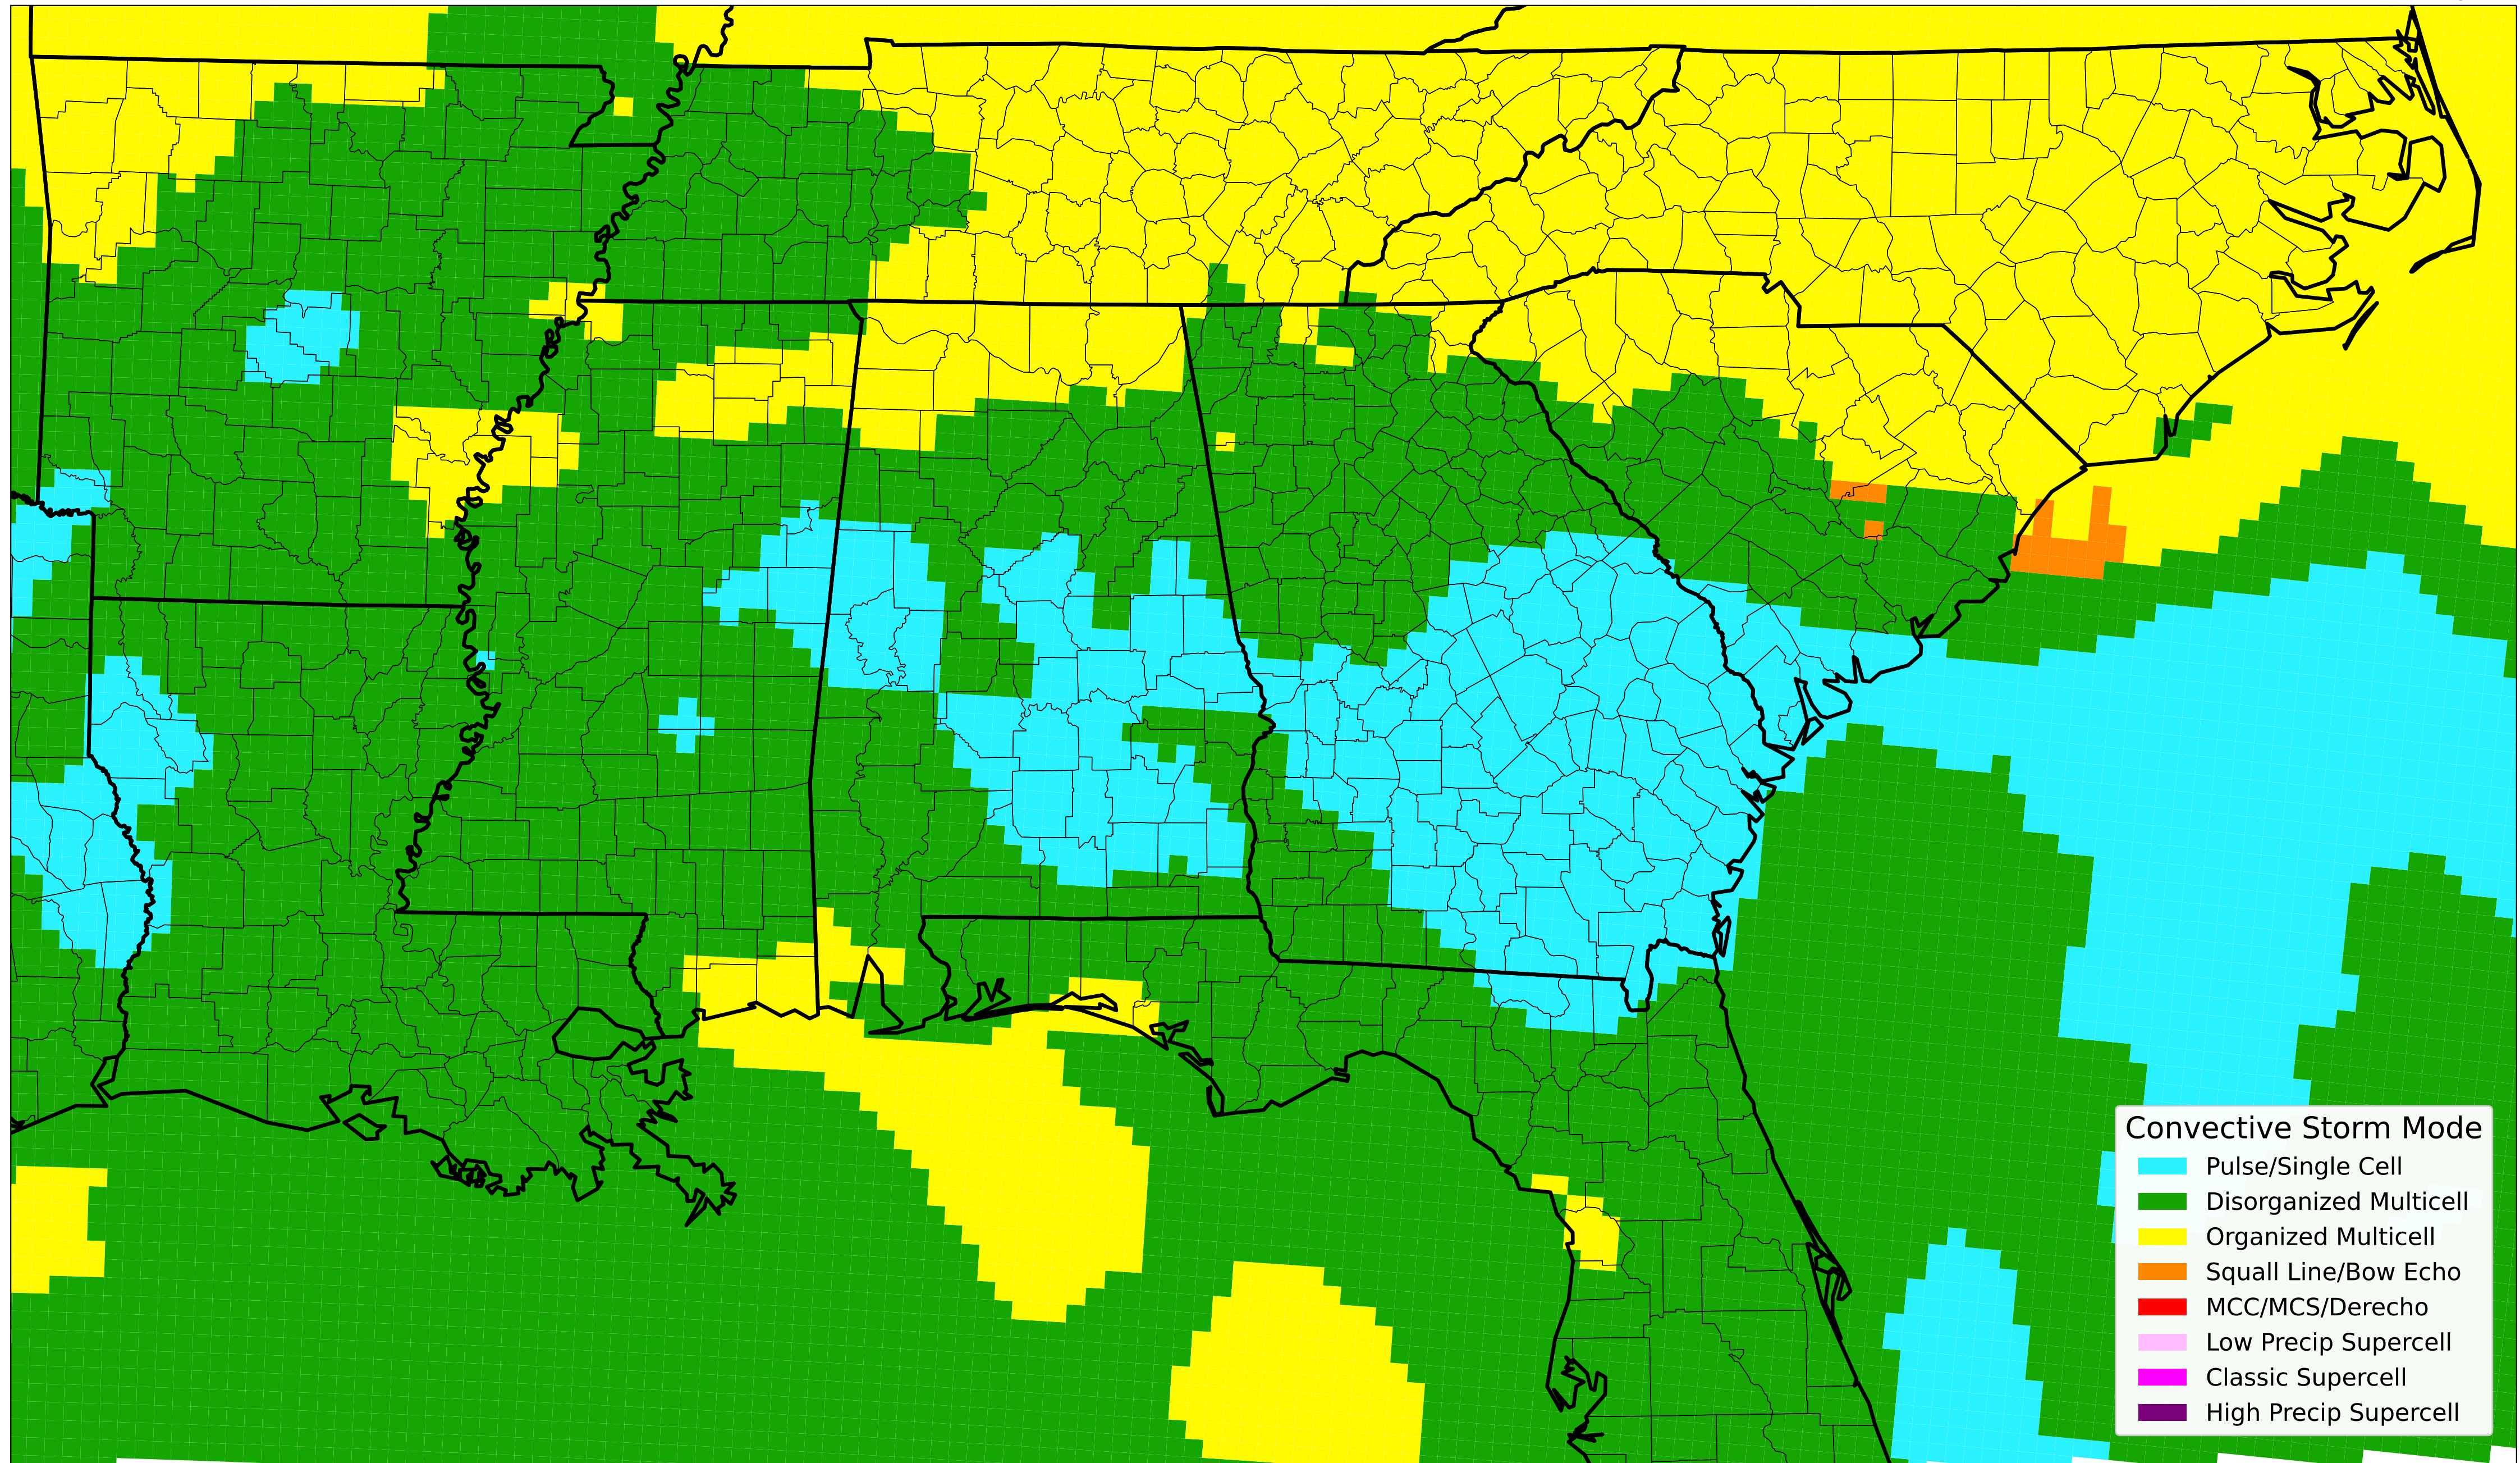 Convective Storm Mode
Pulse/Single Cell
Disorganized Multicell
Organized Multicell
Squall Line/Bow Echo
MCC/MCS/Derecho
Low Precip Supercell
Classic Supercell
High Precip Supercell